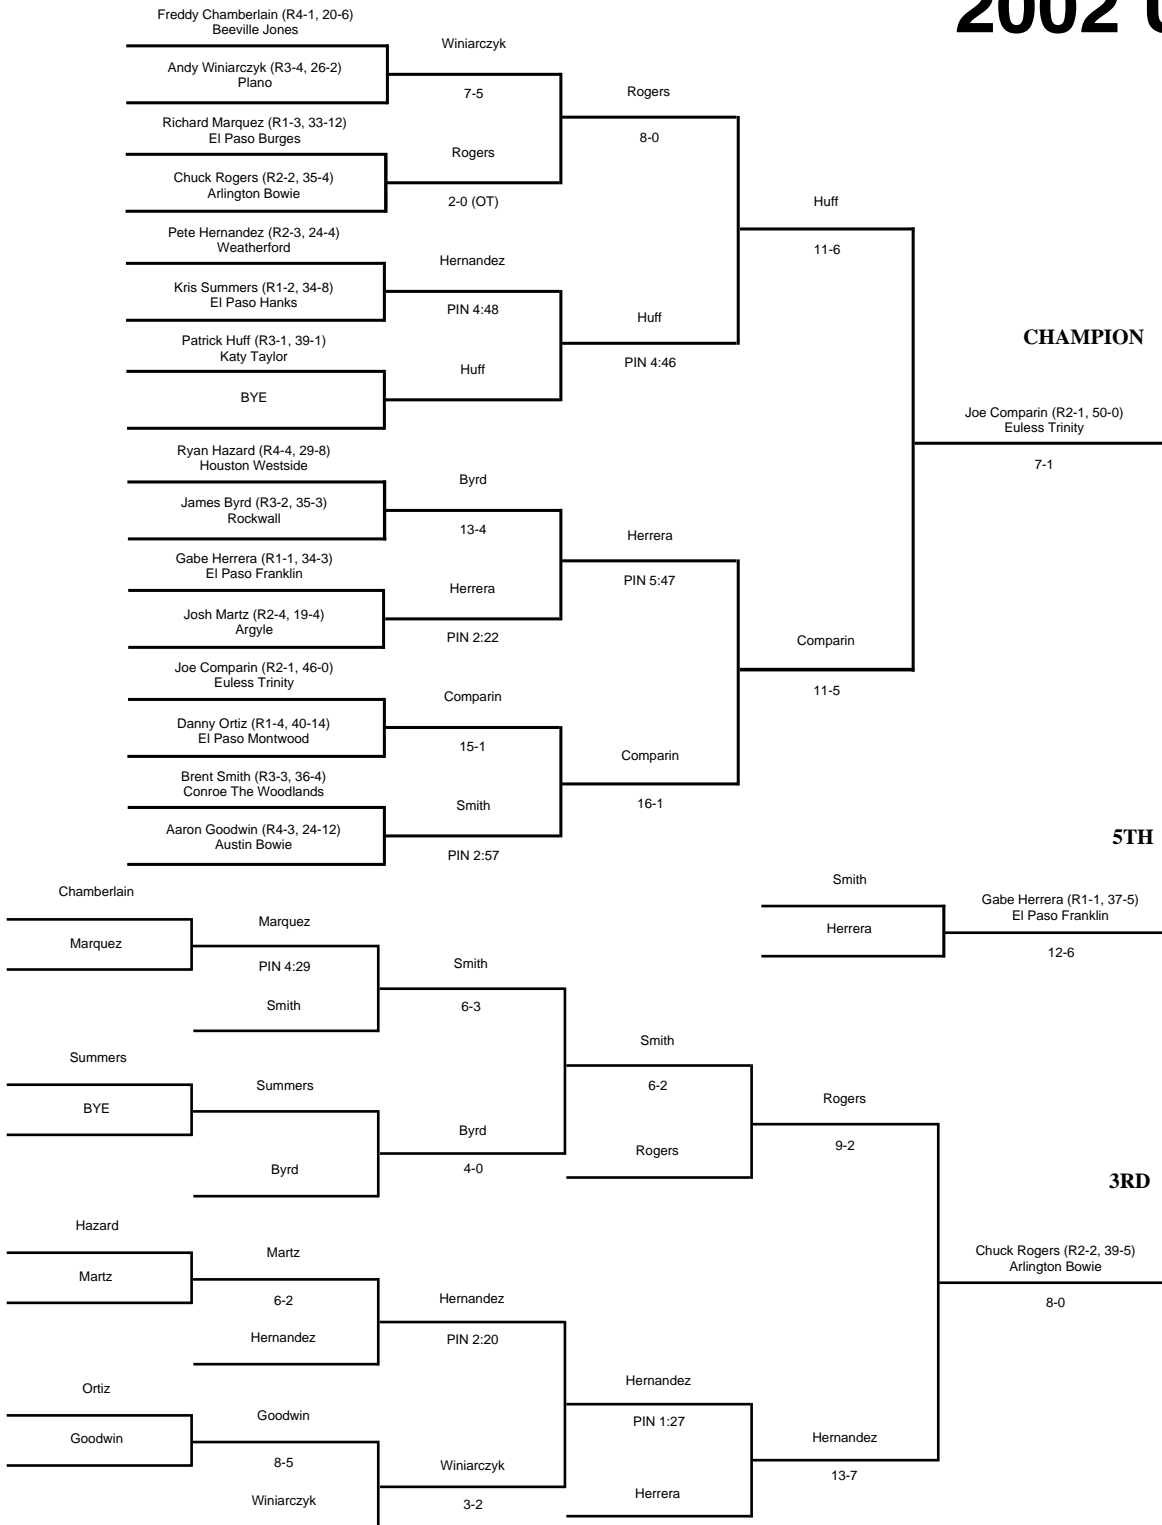 2002 U
Freddy Chamberlain (R4-1, 20-6)
Beeville Jones
Andy Winiarczyk (R3-4, 26-2)
Plano
Richard Marquez (R1-3, 33-12)
El Paso Burges
Chuck Rogers (R2-2, 35-4)
Arlington Bowie
Pete Hernandez (R2-3, 24-4)
Weatherford
Kris Summers (R1-2, 34-8)
El Paso Hanks
Patrick Huff (R3-1, 39-1)
Katy Taylor
BYE
Ryan Hazard (R4-4, 29-8)
Houston Westside
James Byrd (R3-2, 35-3)
Rockwall
Gabe Herrera (R1-1, 34-3)
El Paso Franklin
Josh Martz (R2-4, 19-4)
Argyle
Joe Comparin (R2-1, 46-0)
Euless Trinity
Danny Ortiz (R1-4, 40-14)
El Paso Montwood
Brent Smith (R3-3, 36-4)
Conroe The Woodlands
Aaron Goodwin (R4-3, 24-12)
Austin Bowie
Winiarczyk
7-5
Rogers
2-0 (OT)
Hernandez
PIN 4:48
Huff
Byrd
13-4
Herrera
PIN 2:22
Comparin
15-1
Smith
PIN 2:57
Rogers
8-0
Huff
PIN 4:46
Herrera
PIN 5:47
Comparin
16-1
Huff
11-6
Comparin
11-5
CHAMPION
Joe Comparin (R2-1, 50-0)
Euless Trinity
7-1
5TH
Smith
Herrera
Gabe Herrera (R1-1, 37-5)
El Paso Franklin
12-6
Chamberlain
Marquez
Summers
BYE
Hazard
Martz
Ortiz
Goodwin
Marquez
PIN 4:29
Smith
Summers
Byrd
Martz
6-2
Hernandez
Goodwin
8-5
Winiarczyk
Smith
6-3
Byrd
4-0
Hernandez
PIN 2:20
Winiarczyk
3-2
Smith
6-2
Rogers
Hernandez
PIN 1:27
Herrera
Rogers
9-2
Hernandez
13-7
3RD
Chuck Rogers (R2-2, 39-5)
Arlington Bowie
8-0